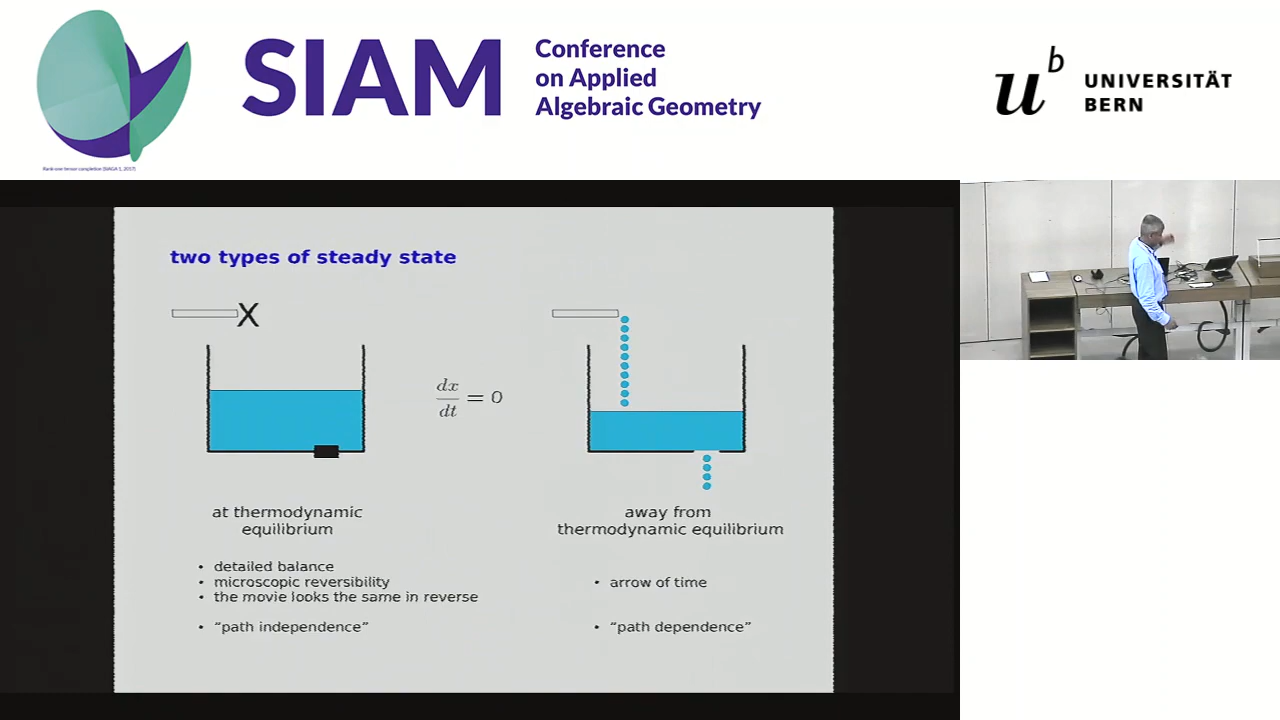 SIAM
Conference
on Applied
Algebraic Geometry
u b
UNIVERSITÄT
BERN
two types of steady state
X
dx
dt
= 0
at thermodynamic
equilibrium
• detailed balance
• microscopic reversibility
• the movie looks the same in reverse
• "path independence"
away from
thermodynamic equilibrium
• arrow of time
• "path dependence"